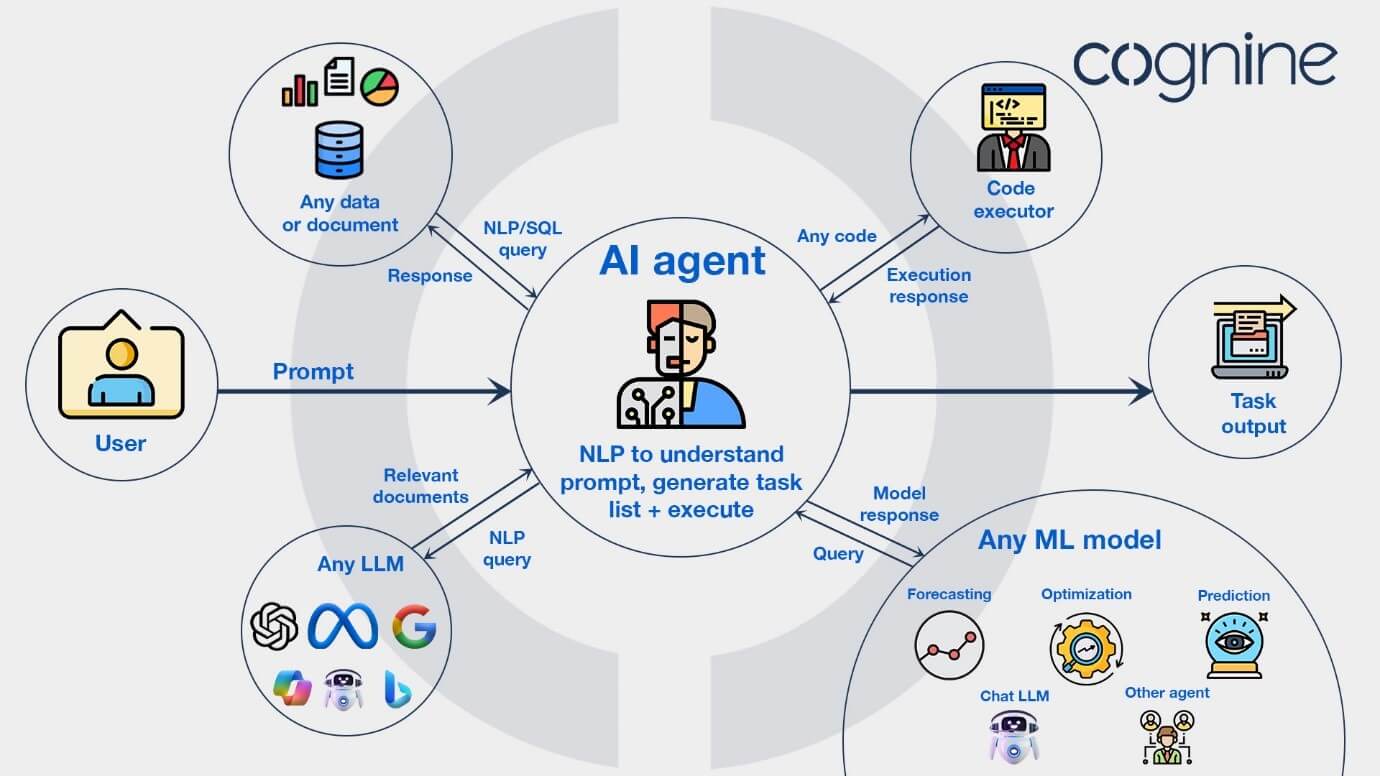 cognine
Any data
or document
NLP/SQL
query
Response
</>
Code
executor
Any code
Execution
response
User
Prompt
AI agent
NLP to understand
prompt, generate task
list + execute
Task
output
Relevant
documents
NLP
query
Any LLM
Model
response
Query
Any ML model
Forecasting
Optimization
Prediction
Chat LLM
Other agent